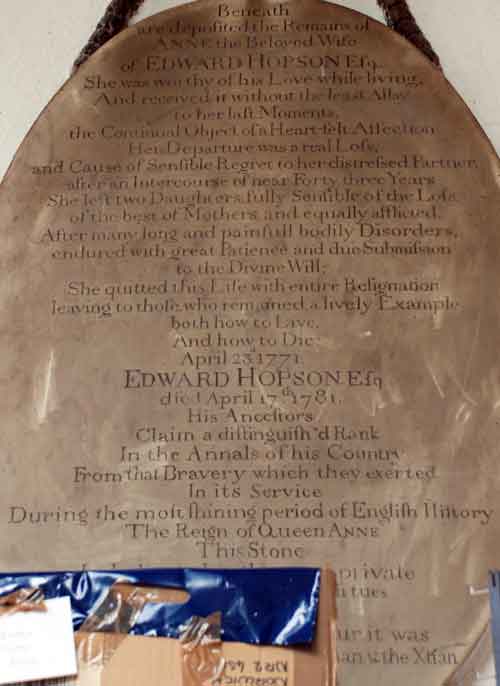 Beneath
are deposited the Remains of
ANNE the Beloved Wife
of EDWARD HOPSON Eſq.
She was worthy of his Love while living,
And received it without the least Allay
to her laſt Moments,
the Continual Object of a Heart-felt Affection
Her Departure was a real Loſs,
and Cauſe of Senſible Regret to her diſtreſsed Partner,
after an Intercourse of near Forty three Years
She left two Daughters fully Senſible of the Loſs
of the best of Mothers and equally afflicted,
After many long and painfull bodily Disorders,
endured with great Patience and due Submiſsion
to the Divine Will;
She quitted this Life with entire Reſignation
leaving to thoſe who remained a lively Example
both how to Live,
And how to Die:
April 23d 1771.
EDWARD HOPSON Eſq
died April 17th 1781.
His Anceſtors
Claim a diſtinguiſh'd Rank
In the Annals of his Country
From that Bravery which they exerted
In its Service
During the moſt ſhining period of Engliſh Hiſtory
The Reign of Queen ANNE
This Stone
private
tues
it was
the Xtian